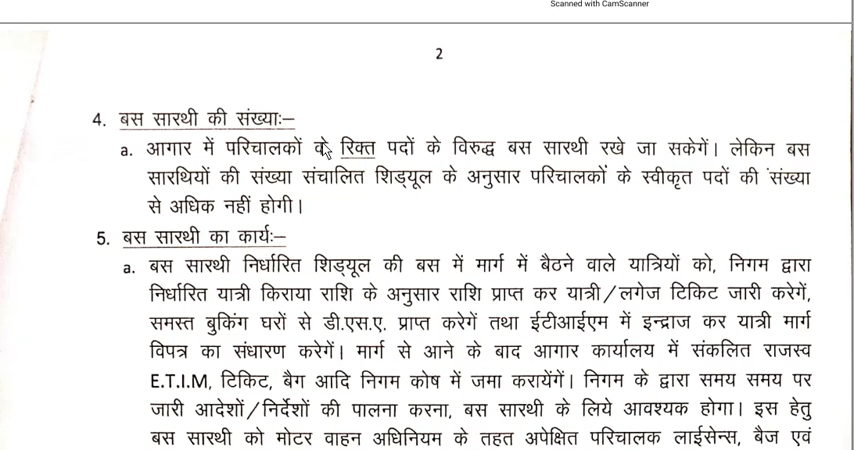 Scanned with CamScanner
2
4. बस सारथी की संख्याः–
a. आगार में परिचालकों के रिक्त पदों के विरुद्ध बस सारथी रखे जा सकेगें। लेकिन बस
सारथियों की संख्या संचालित शिड्यूल के अनुसार परिचालकों के स्वीकृत पदों की संख्या
से अधिक नहीं होगी।
5. बस सारथी का कार्यः–
a. बस सारथी निर्धारित शिड्यूल की बस में मार्ग में बैठने वाले यात्रियों को, निगम द्वारा
निर्धारित यात्री किराया राशि के अनुसार राशि प्राप्त कर यात्री/लगेज टिकिट जारी करेगें,
समस्त बुकिंग घरों से डी.एस.ए. प्राप्त करेगें तथा ईटीआईएम में इन्द्राज कर यात्री मार्ग
विपत्र का संधारण करेगें। मार्ग से आने के बाद आगार कार्यालय में संकलित राजस्व
E.T.I.M, टिकिट, बैग आदि निगम कोष में जमा करायेंगें। निगम के द्वारा समय समय पर
जारी आदेशों/निर्देशों की पालना करना, बस सारथी के लिये आवश्यक होगा। इस हेतु
बस सारथी को मोटर वाहन अधिनियम के तहत अपेक्षित परिचालक लाईसेन्स, बैज एवं